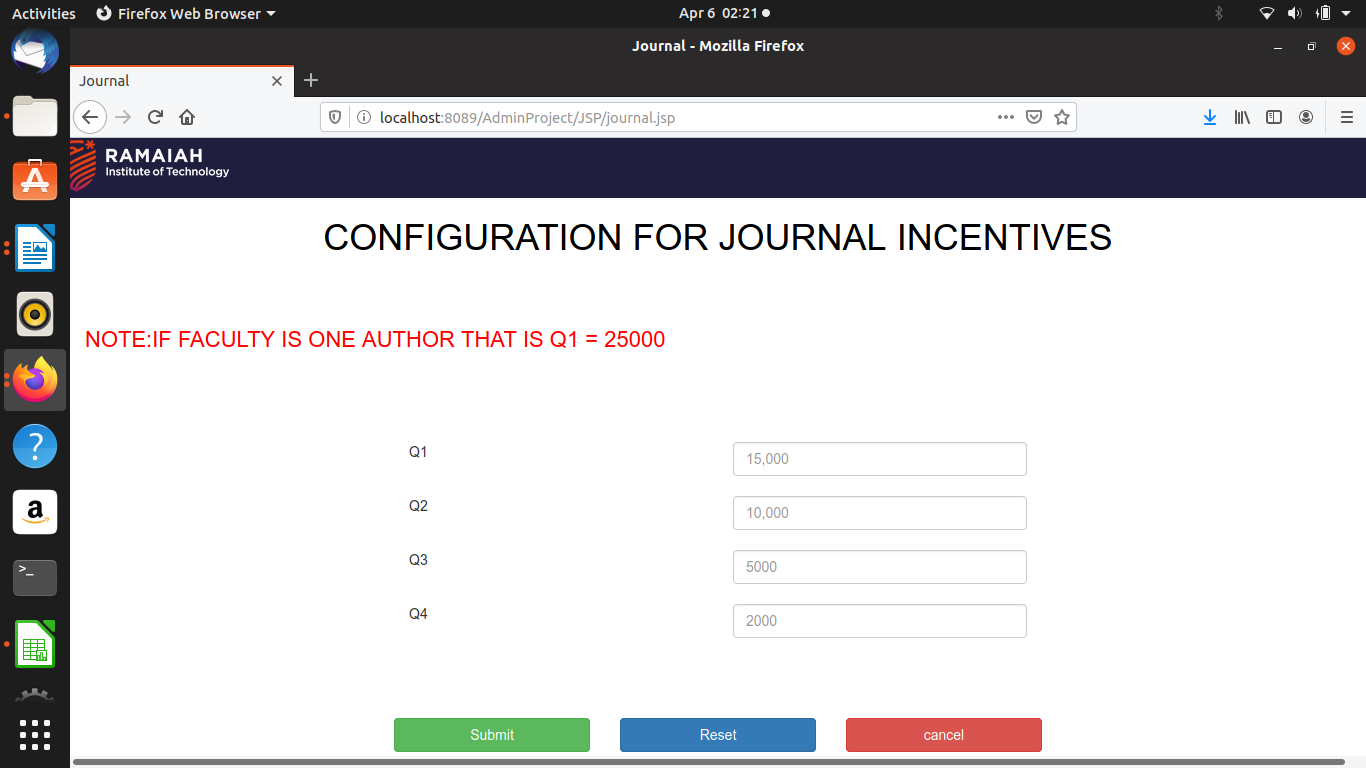 Activities Firefox Web Browser Apr 6 02:21
Journal - Mozilla Firefox
Journal
localhost:8089/AdminProject/JSP/journal.jsp
RAMAIAH
Institute of Technology
CONFIGURATION FOR JOURNAL INCENTIVES
NOTE:IF FACULTY IS ONE AUTHOR THAT IS Q1 = 25000
Q1 15,000
Q2 10,000
Q3 5000
Q4 2000
Submit Reset cancel